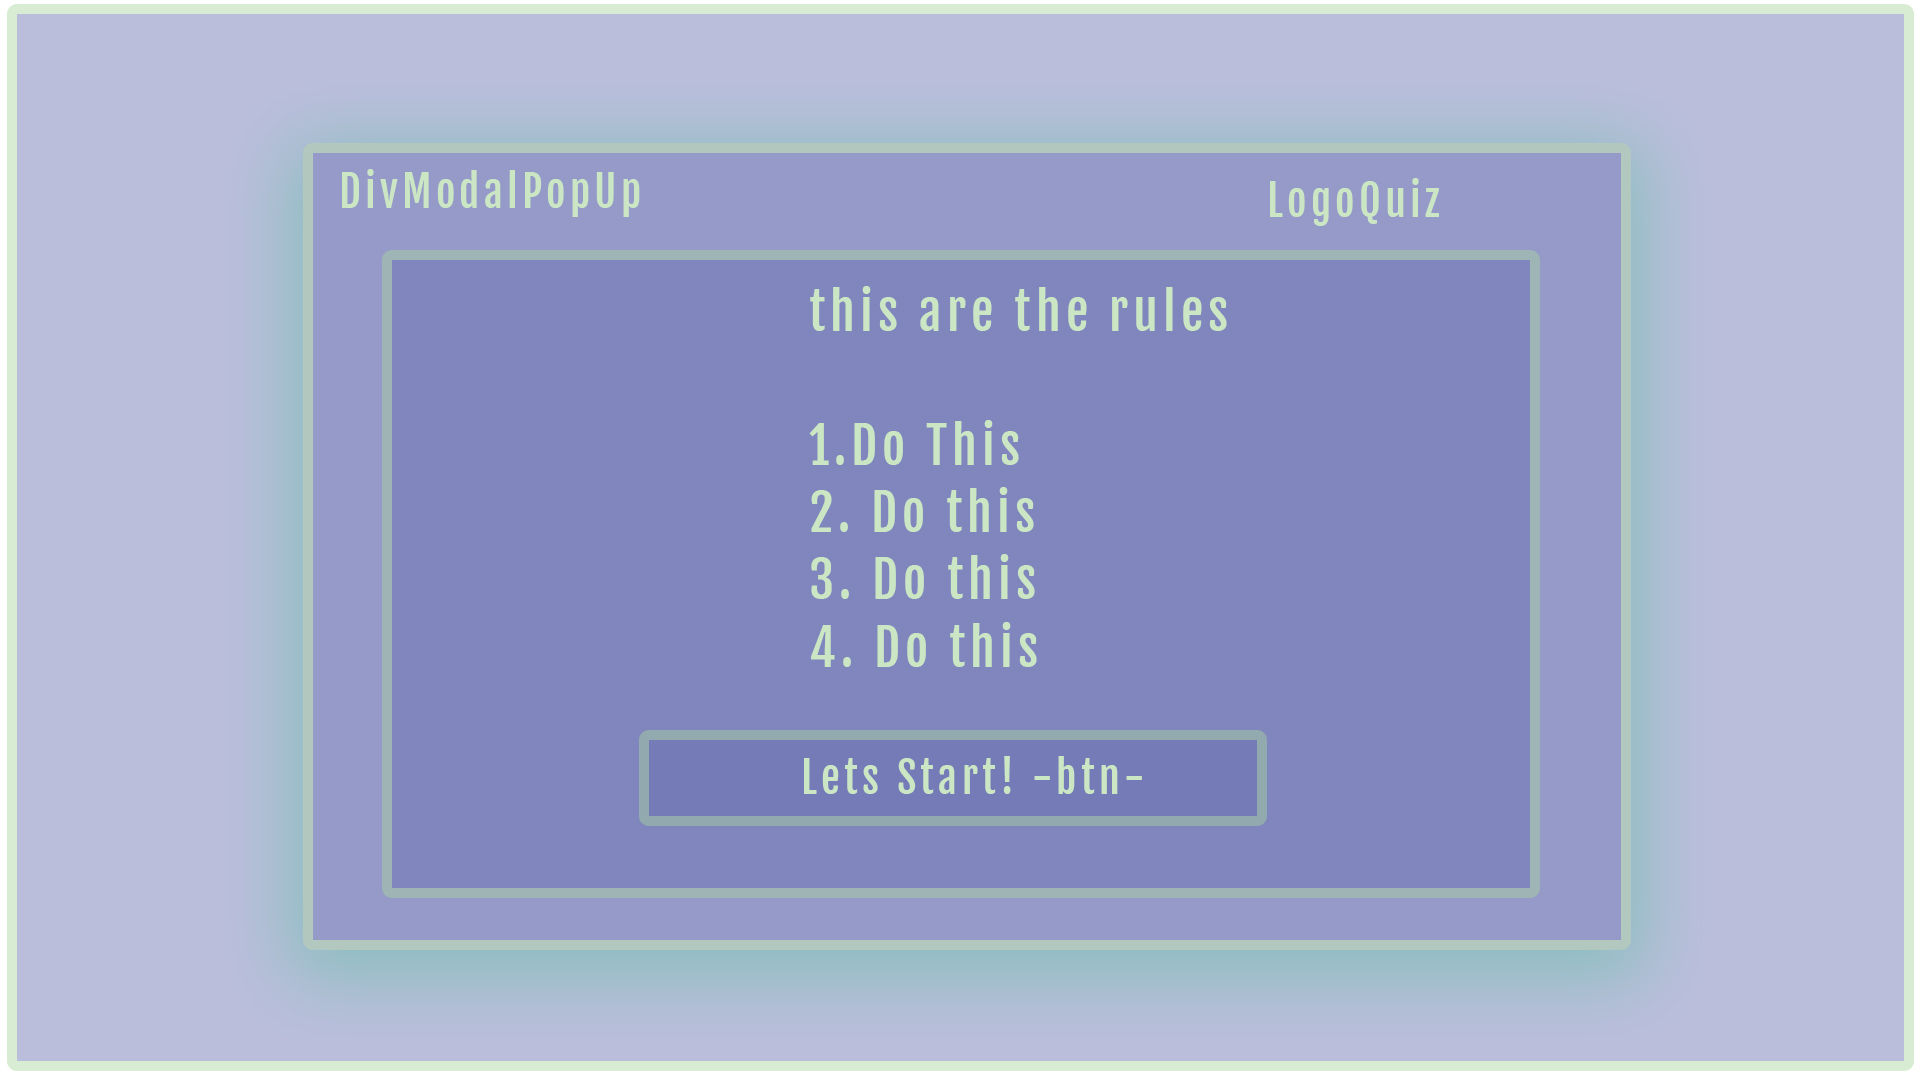 DivModalPopUp
LogoQuiz
this are the rules
1.Do This
2. Do this
3. Do this
4. Do this
Lets Start! -btn-